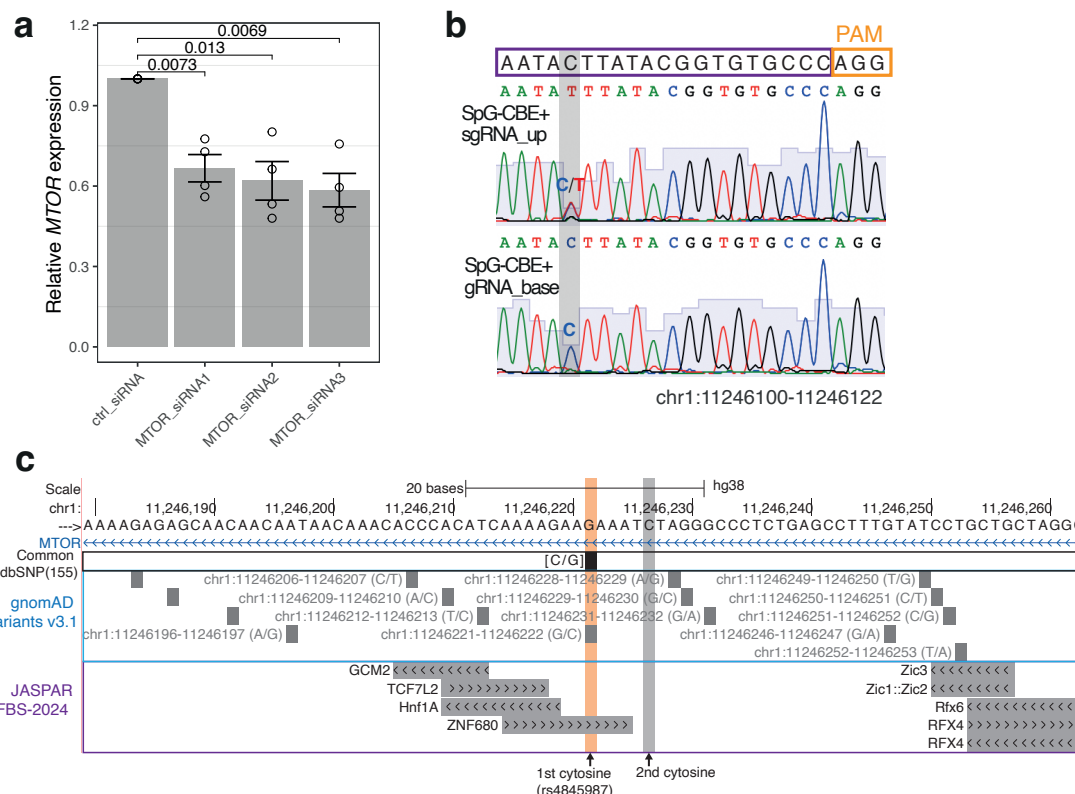 a
1.2
0.9
0.6
0.3
0.0
Relative MTOR expression
0.0069
0.013
0.0073
ctrl_siRNA
MTOR_siRNA1
MTOR_siRNA2
MTOR_siRNA3
b
PAM
AATACTTATACGGTGTGCCCAGG
A A T A T T T A T A C G G T G T G C C C A G G
SpG-CBE+
sgRNA_up
C/T
A A T A C T T A T A C G G T G T G C C C A G G
SpG-CBE+
gRNA_base
C
chr1:11246100-11246122
c
Scale 20 bases hg38
chr1: 11,246,190 11,246,200 11,246,210 11,246,220 11,246,230 11,246,240 11,246,250 11,246,260
---> AAAAGAGAGCAACAACAATAACAAACACCCACATCAAAAGAAGAAATCTAGGGCCCTCTGAGCCTTTGTATCCTGCTGCTAGG
MTOR
Common
dbSNP(155)
[C/G]
gnomAD
ariants v3.1
chr1:11246206-11246207 (C/T) chr1:11246228-11246229 (A/G) chr1:11246249-11246250 (T/G)
chr1:11246209-11246210 (A/C) chr1:11246229-11246230 (G/C) chr1:11246250-11246251 (C/T)
chr1:11246212-11246213 (T/C) chr1:11246231-11246232 (G/A) chr1:11246251-11246252 (C/G)
chr1:11246196-11246197 (A/G) chr1:11246221-11246222 (G/C) chr1:11246246-11246247 (G/A)
chr1:11246252-11246253 (T/A)
JASPAR
FBS-2024
GCM2 Zic3
TCF7L2 Zic1::Zic2
Hnf1A Rfx6
ZNF680 RFX4
RFX4
1st cytosine 2nd cytosine
(rs4845987)